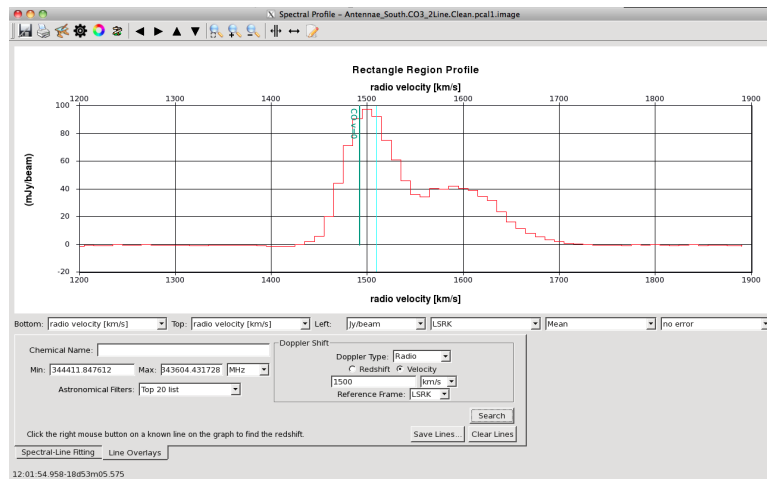 Spectral Profile - Antennae_South.CO3_2Line.Clean.pcal1.image
Rectangle Region Profile
radio velocity [km/s]
1200 1300 1400 1500 1600 1700 1800 1900
100
80
60
40
20
0
-20
(mJy/beam)
CO v=0
1200 1300 1400 1500 1600 1700 1800 1900
radio velocity [km/s]
Bottom: radio velocity [km/s] Top: radio velocity [km/s] Left: Jy/beam LSRK Mean no error
Chemical Name:
Min: 344411.847612 Max: 343604.431728 MHz
Astronomical Filters: Top 20 list
Doppler Shift
Doppler Type: Radio
Redshift Velocity
1500 km/s
Reference Frame: LSRK
Search
Click the right mouse button on a known line on the graph to find the redshift.
Save Lines... Clear Lines
Spectral-Line Fitting Line Overlays
12:01:54.958-18d53m05.575